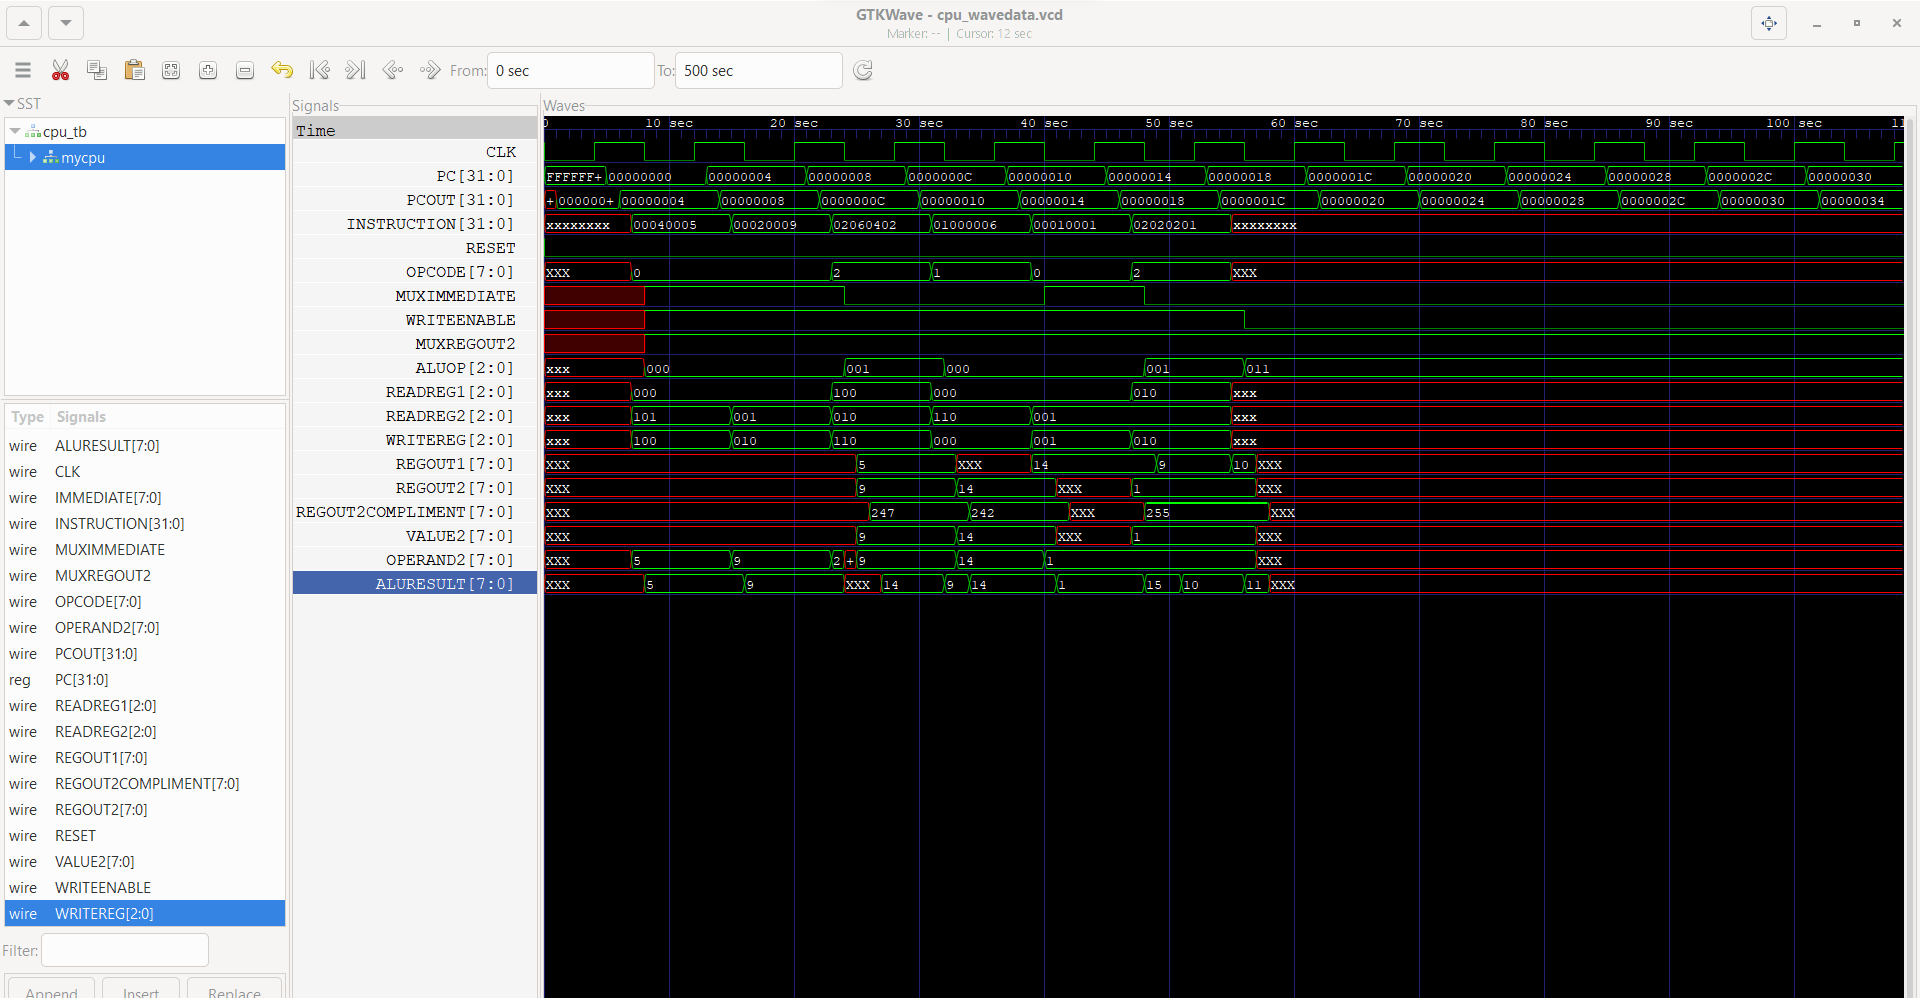 GTKWave - cpu_wavedata.vcd
Marker: -- | Cursor: 12 sec
From: 0 sec To: 500 sec
SST
cpu_tb
mycpu
Type Signals
wire ALURESULT[7:0]
wire CLK
wire IMMEDIATE[7:0]
wire INSTRUCTION[31:0]
wire MUXIMMEDIATE
wire MUXREGOUT2
wire OPCODE[7:0]
wire OPERAND2[7:0]
wire PCOUT[31:0]
reg PC[31:0]
wire READREG1[2:0]
wire READREG2[2:0]
wire REGOUT1[7:0]
wire REGOUT2COMPLIMENT[7:0]
wire REGOUT2[7:0]
wire RESET
wire VALUE2[7:0]
wire WRITEENABLE
wire WRITEREG[2:0]
Filter:
Append Insert Replace
Signals
Time
CLK
PC[31:0]
PCOUT[31:0]
INSTRUCTION[31:0]
RESET
OPCODE[7:0]
MUXIMMEDIATE
WRITEENABLE
MUXREGOUT2
ALUOP[2:0]
READREG1[2:0]
READREG2[2:0]
WRITEREG[2:0]
REGOUT1[7:0]
REGOUT2[7:0]
REGOUT2COMPLIMENT[7:0]
VALUE2[7:0]
OPERAND2[7:0]
ALURESULT[7:0]
Waves
0 10 sec 20 sec 30 sec 40 sec 50 sec 60 sec 70 sec 80 sec 90 sec 100 sec 11
FFFFFF+ 00000000 00000004 00000008 0000000C 00000010 00000014 00000018 0000001C 00000020 00000024 00000028 0000002C 00000030
+ 000000+ 00000004 00000008 0000000C 00000010 00000014 00000018 0000001C 00000020 00000024 00000028 0000002C 00000030 00000034
xxxxxxxx 00040005 00020009 02060402 01000006 00010001 02020201 xxxxxxxx
XXX 0 2 1 0 2 XXX
xxx 000 001 000 001 011
xxx 000 100 000 010 xxx
xxx 101 001 010 110 001 xxx
xxx 100 010 110 000 001 010 xxx
XXX 5 XXX 14 9 10 XXX
XXX 9 14 XXX 1 XXX
XXX 247 242 XXX 255 XXX
XXX 9 14 XXX 1 XXX
XXX 5 9 2 + 9 14 1 XXX
XXX 5 9 XXX 14 9 14 1 15 10 11 XXX